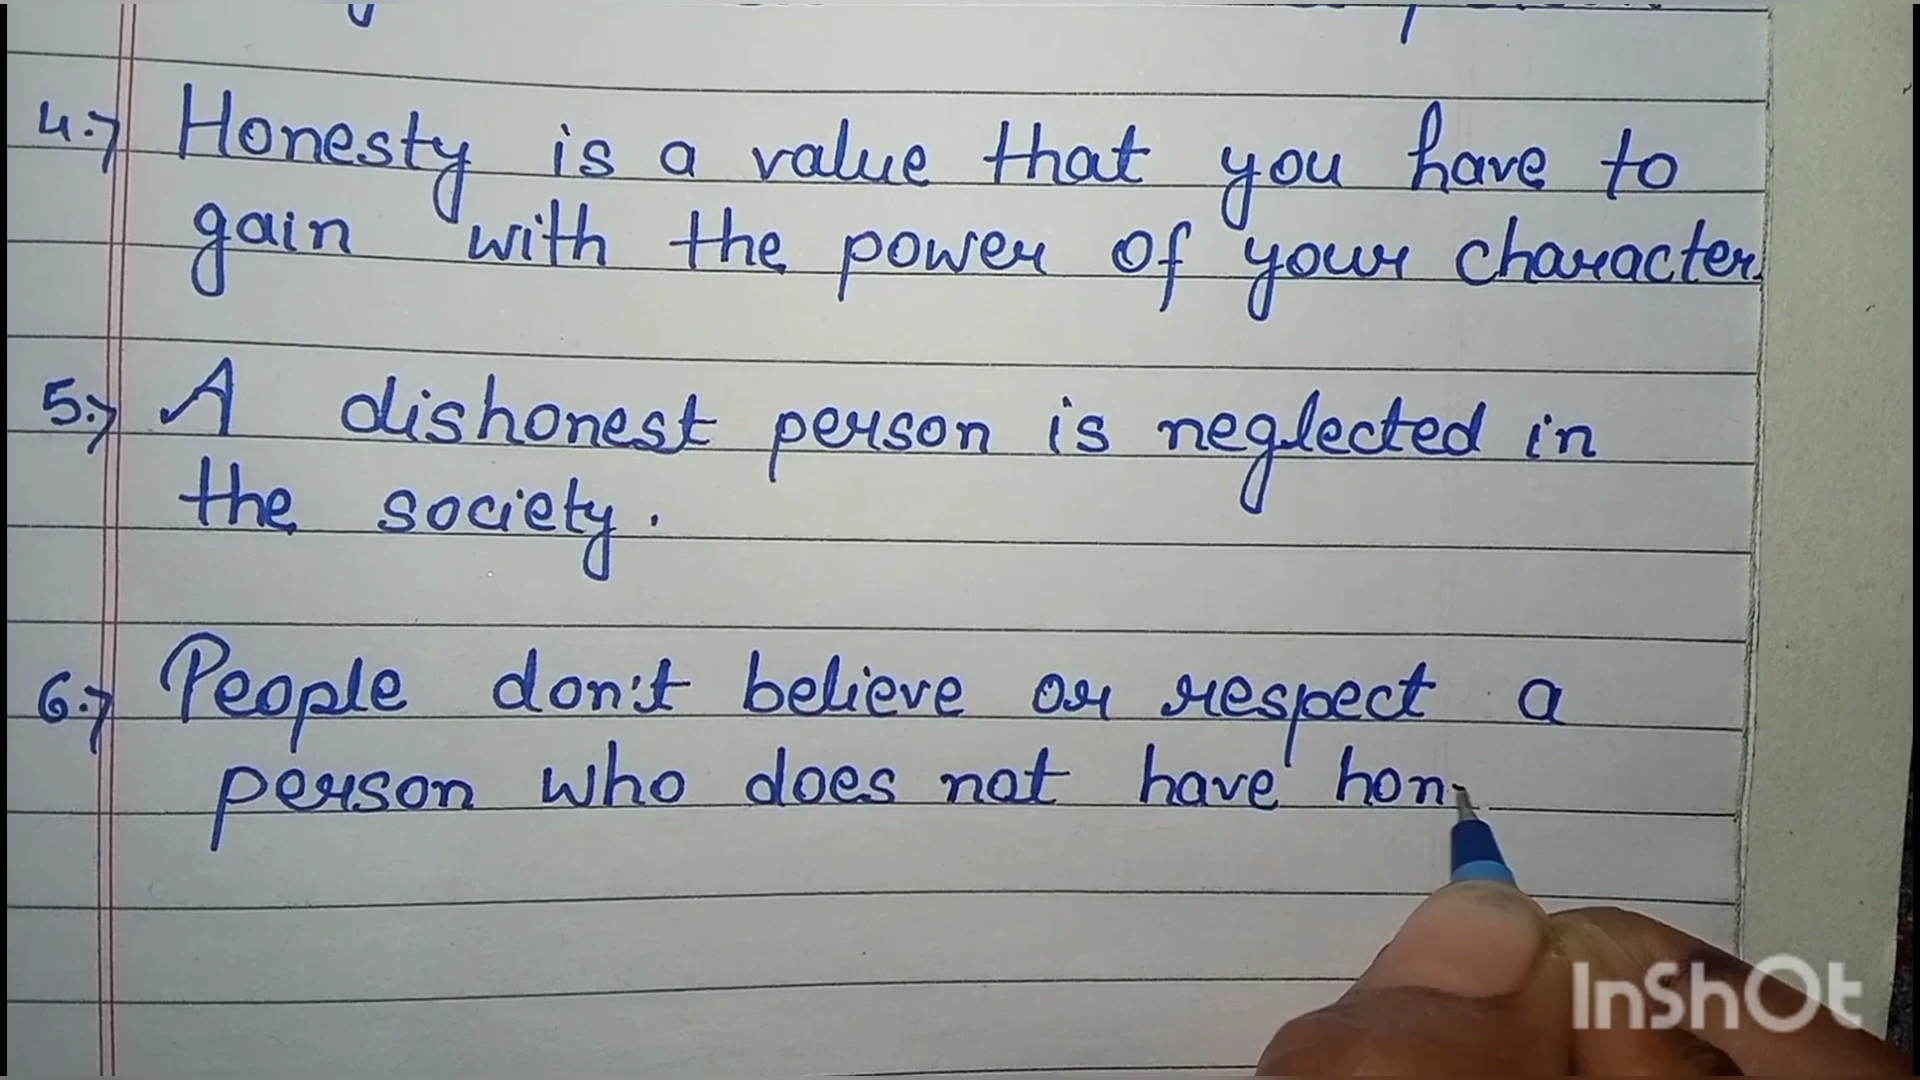 4.) Honesty is a value that you have to
gain with the power of your character.
5.) A dishonest person is neglected in
the society.
6.) People don't believe or respect a
person who does not have hon
InShOt